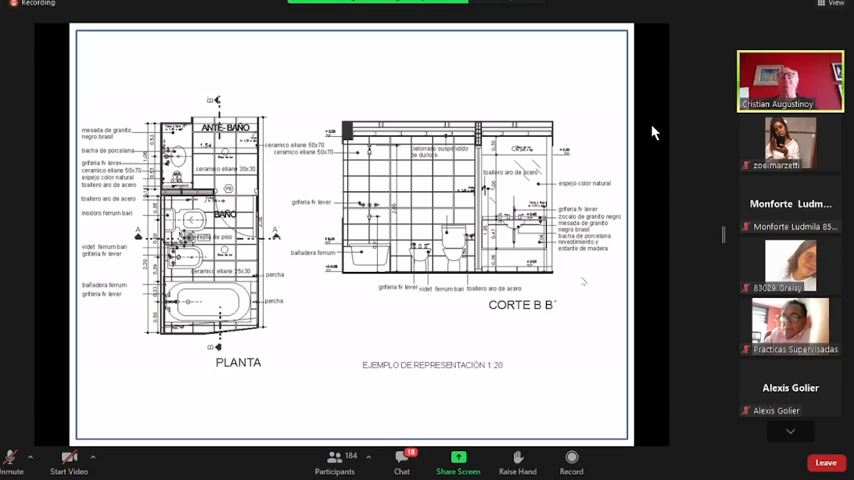 Recording
View
ANTE-BAÑO
mesada de granito
negro brasil
bacha de porcelana
griferia fv lever
ceramico eliane 50x70
espejo color natural
toallero aro de acero
toallero aro de acero
inodoro ferrum bari
videt ferrum bari
griferia fv lever
bañadera ferrum
griferia fv lever
1.54
ceramico eliane 30x30
BAÑO
ceramico eliane 25x30
percha
percha
A
A
B
B
PLANTA
ceramico eliane 50x70
ceramico eliane 50x70
cielorraso suspendido
de durlock
toallero aro de acero
espejo color natural
griferia fv lever
griferia fv lever
zocalo de granito negro
mesada de granito
negro brasil
bacha de porcelana
revestimiento y
estante de madera
bañadera ferrum
griferia fv lever
videt ferrum bari
toallero aro de acero
CORTE B B'
EJEMPLO DE REPRESENTACIÓN 1:20
Cristian Augustinoy
zoe marzetti
Monforte Ludm...
Monforte Ludmila 85...
83029 Greisy
Practicas Supervisadas
Alexis Golier
Alexis Golier
Unmute
Start Video
184
Participants
18
Chat
Share Screen
Raise Hand
Record
Leave